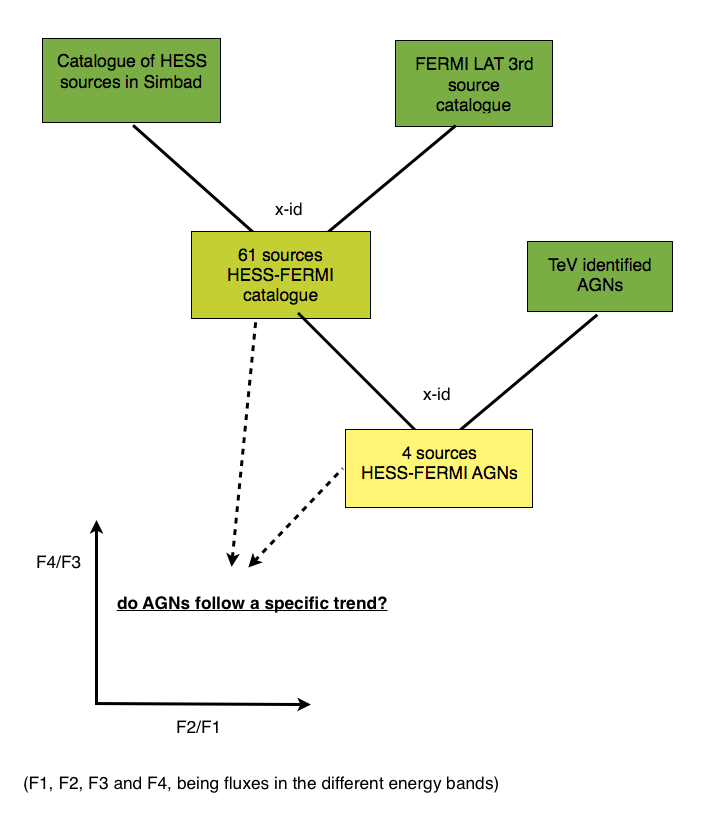 Catalogue of HESS
sources in Simbad
FERMI LAT 3rd
source
catalogue
x-id
61 sources
HESS-FERMI
catalogue
TeV identified
AGNs
x-id
4 sources
HESS-FERMI AGNs
F4/F3
do AGNs follow a specific trend?
F2/F1
(F1, F2, F3 and F4, being fluxes in the different energy bands)